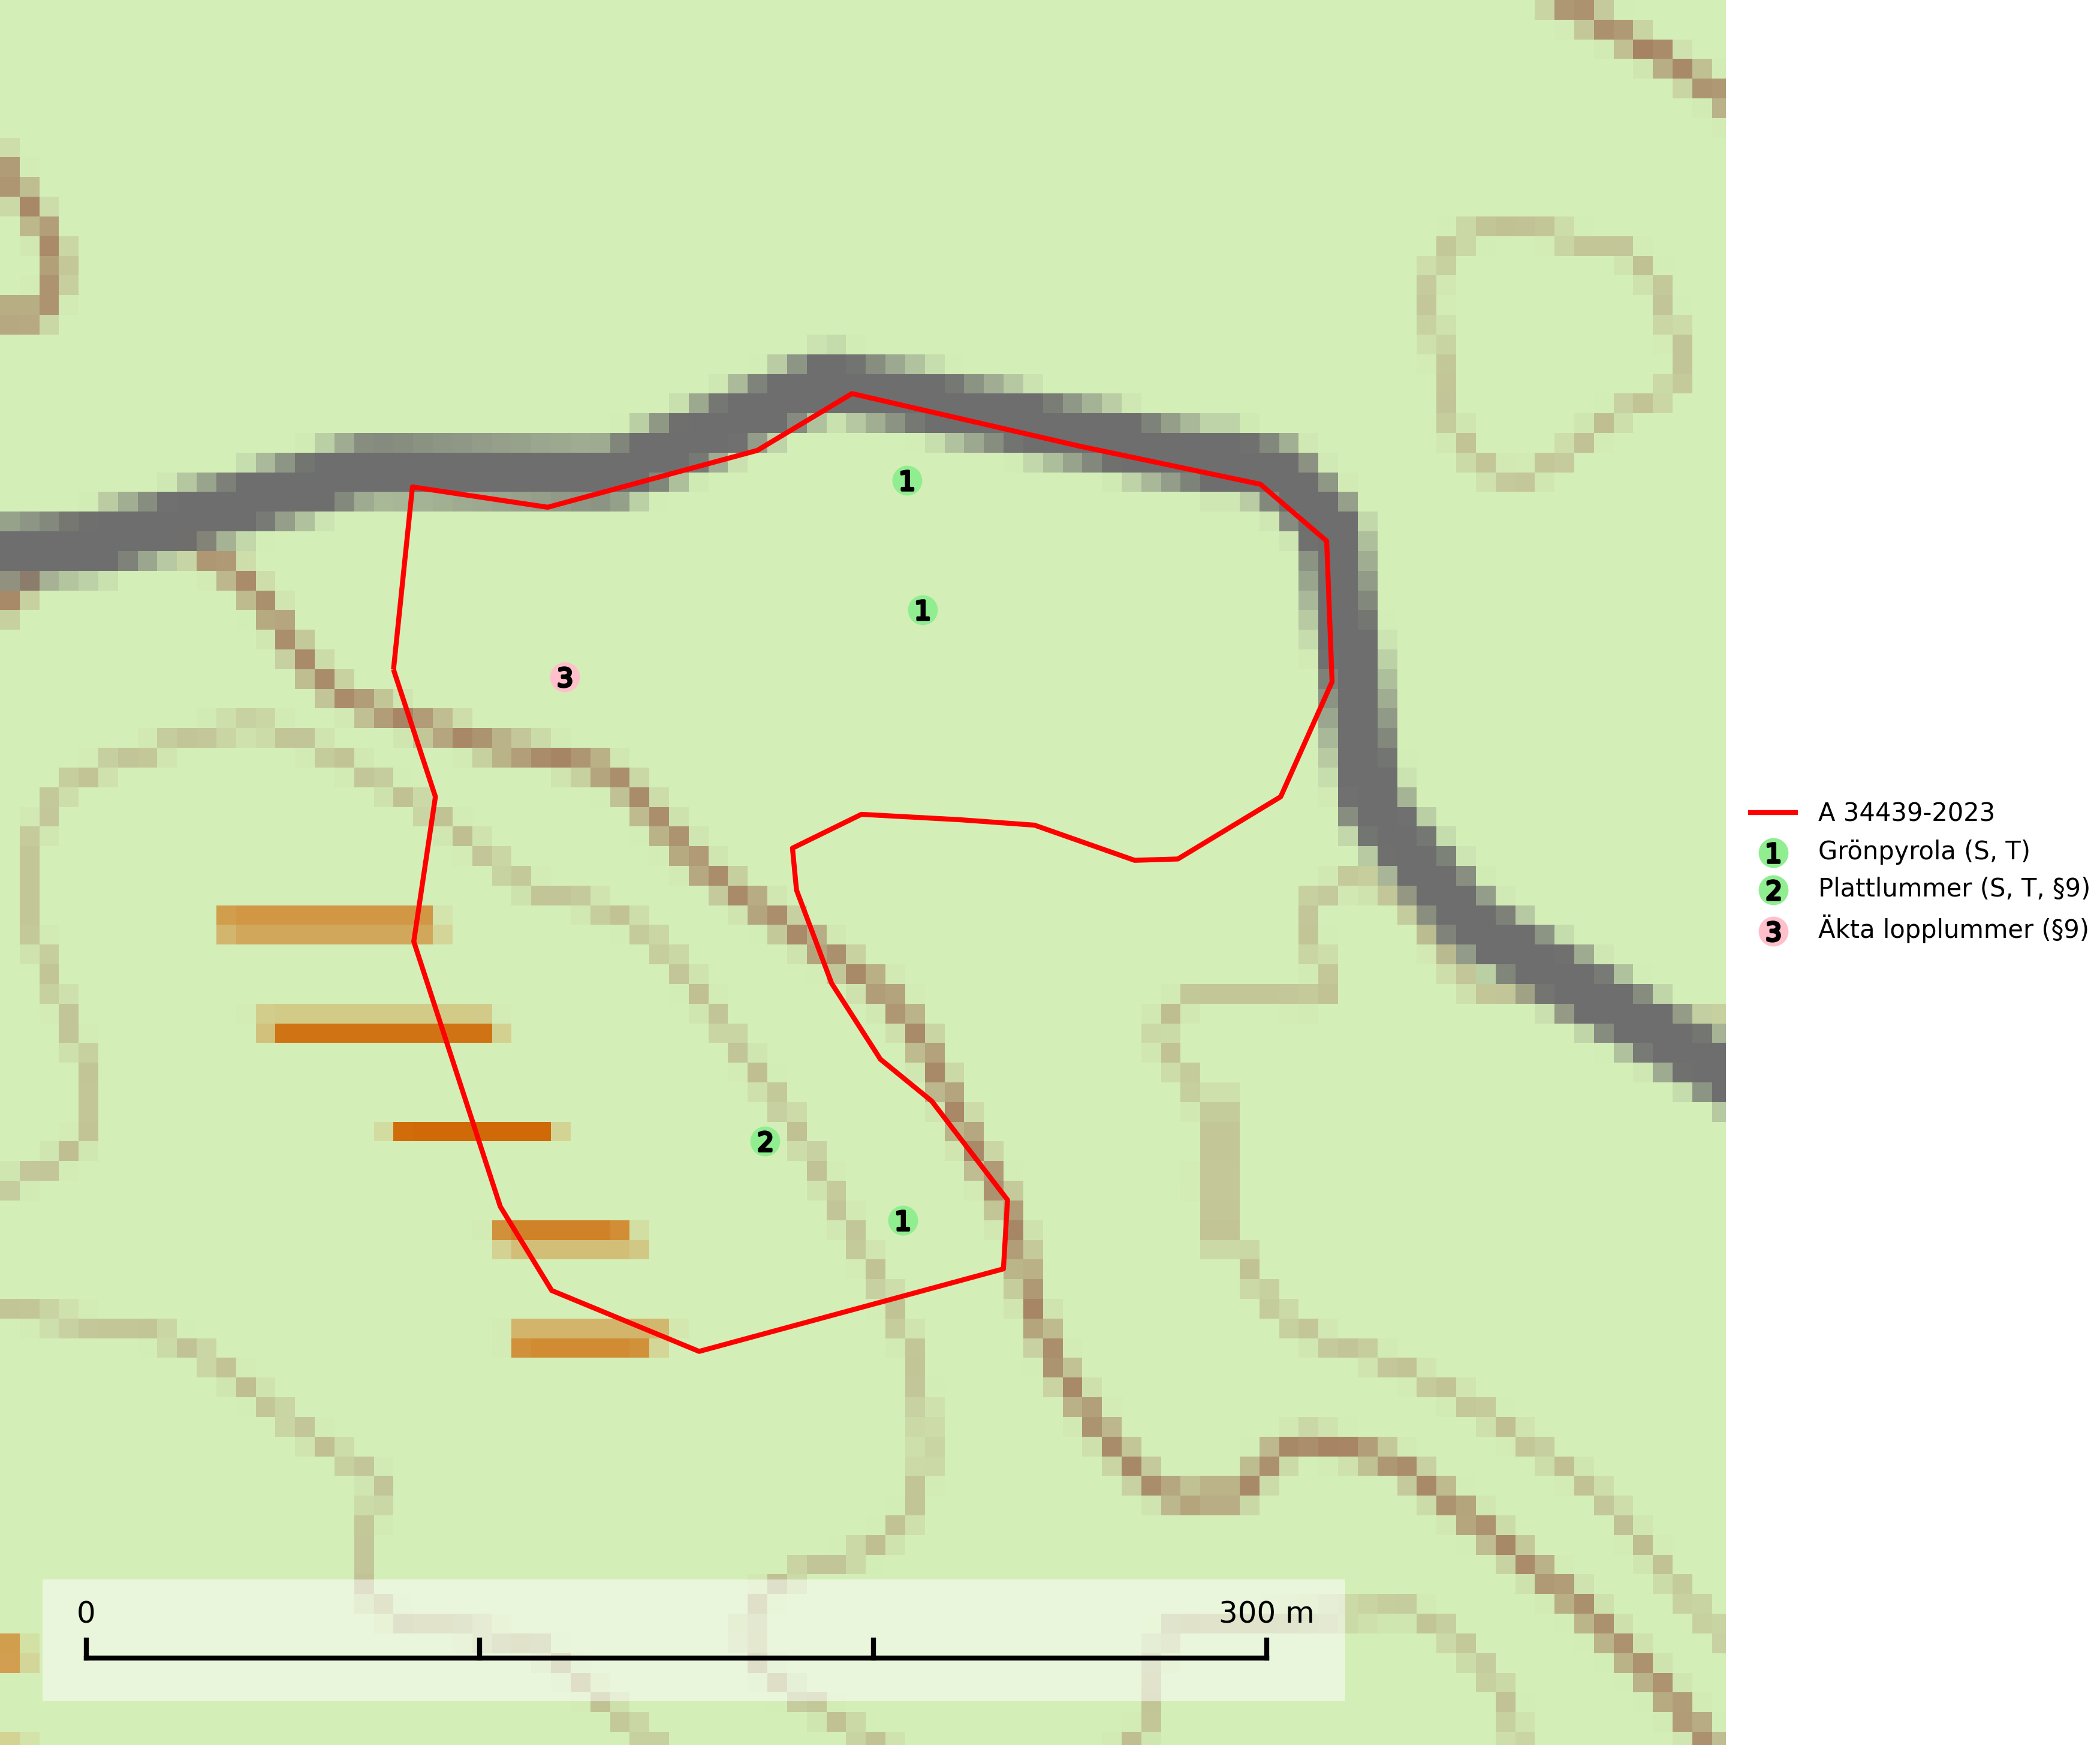 1
1
3
2
1
A 34439-2023
1 Grönpyrola (S, T)
2 Plattlummer (S, T, §9)
3 Äkta lopplummer (§9)
0 300 m